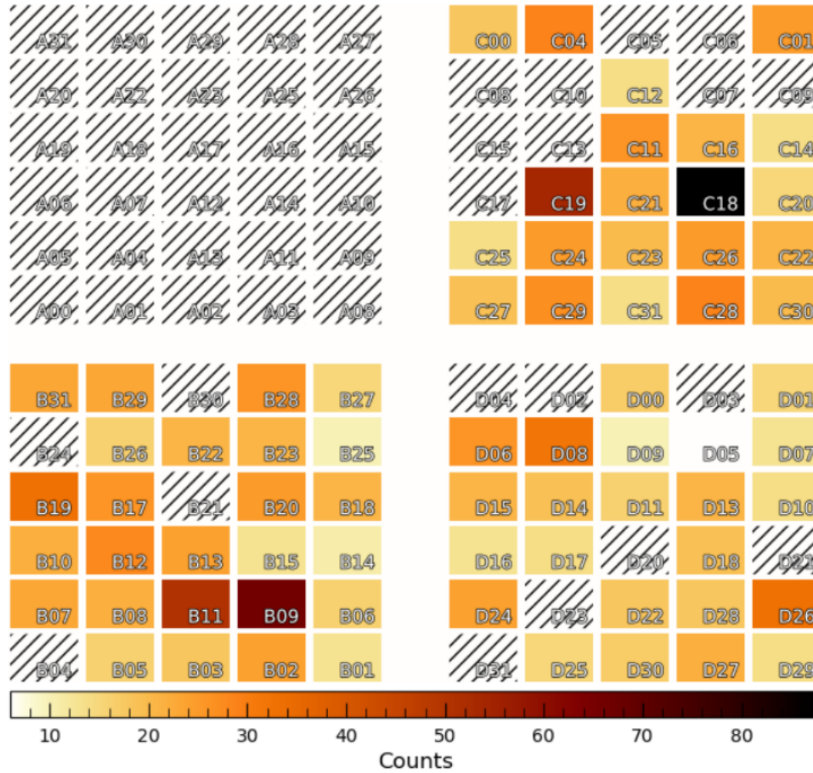 A31 A30 A29 A28 A27 C00 C04 C05 C06 C01
A20 A22 A23 A25 A26 C08 C10 C12 C07 C09
A19 A18 A17 A16 A15 C15 C13 C11 C16 C14
A06 A07 A12 A14 A10 C17 C19 C21 C18 C20
A05 A04 A13 A11 A09 C25 C24 C23 C26 C22
A00 A01 A02 A03 A08 C27 C29 C31 C28 C30
B31 B29 B30 B28 B27 D04 D02 D00 D03 D01
B24 B26 B22 B23 B25 D06 D08 D09 D05 D07
B19 B17 B21 B20 B18 D15 D14 D11 D13 D10
B10 B12 B13 B15 B14 D16 D17 D20 D18 D21
B07 B08 B11 B09 B06 D24 D23 D22 D28 D26
B04 B05 B03 B02 B01 D31 D25 D30 D27 D29
10 20 30 40 50 60 70 80
Counts